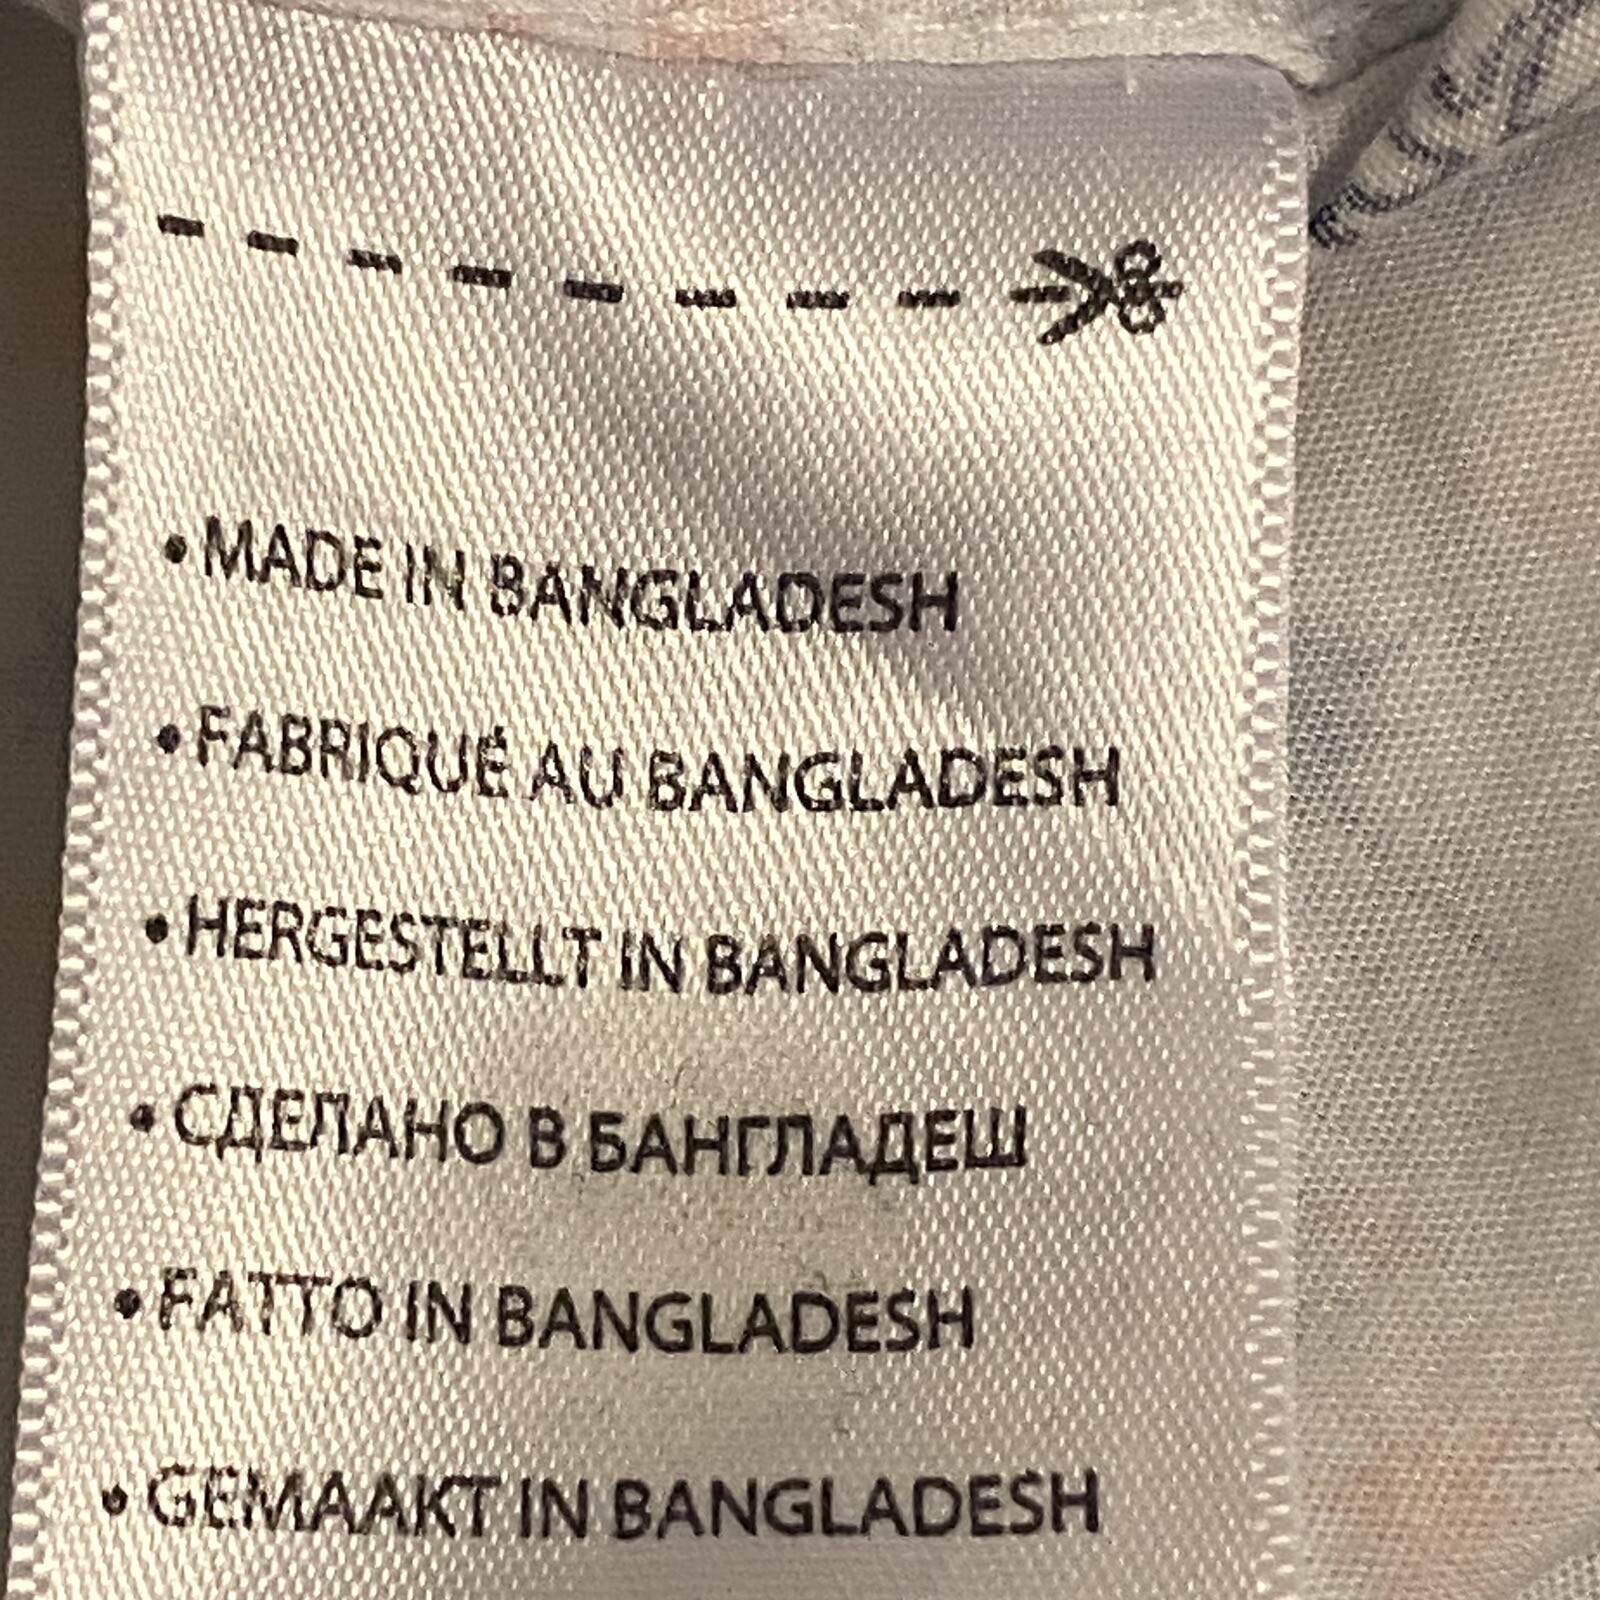 • MADE IN BANGLADESH
• FABRIQUÉ AU BANGLADESH
• HERGESTELLT IN BANGLADESH
• СДЕЛАНО В БАНГЛАДЕШ
• FATTO IN BANGLADESH
• GEMAAKT IN BANGLADESH